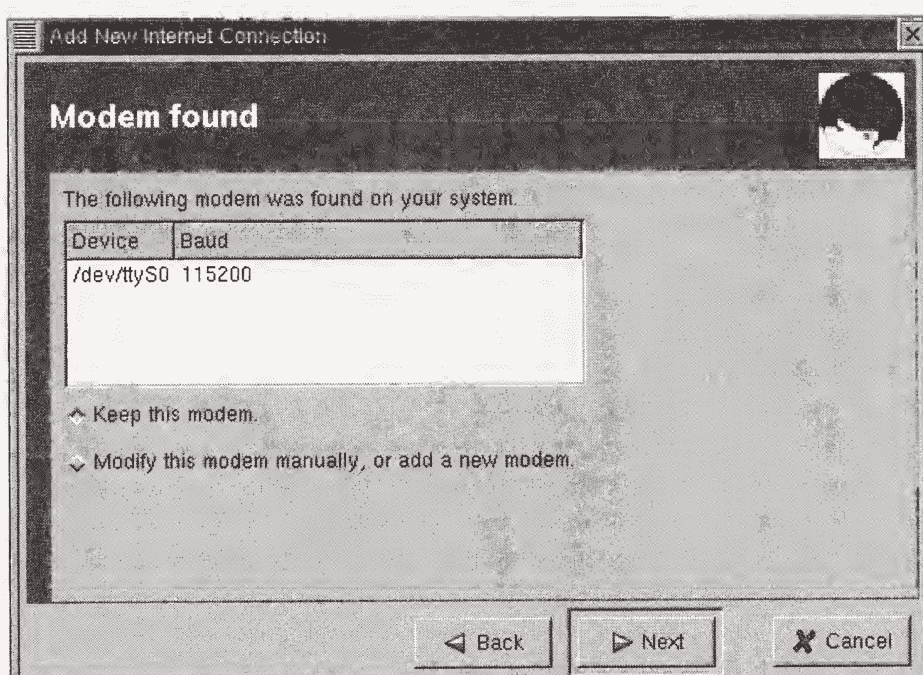 Add New Internet Connection
Modem found
The following modem was found on your system.
Device Baud
/dev/ttyS0 115200
Keep this modem.
Modify this modem manually, or add a new modem.
Back Next Cancel